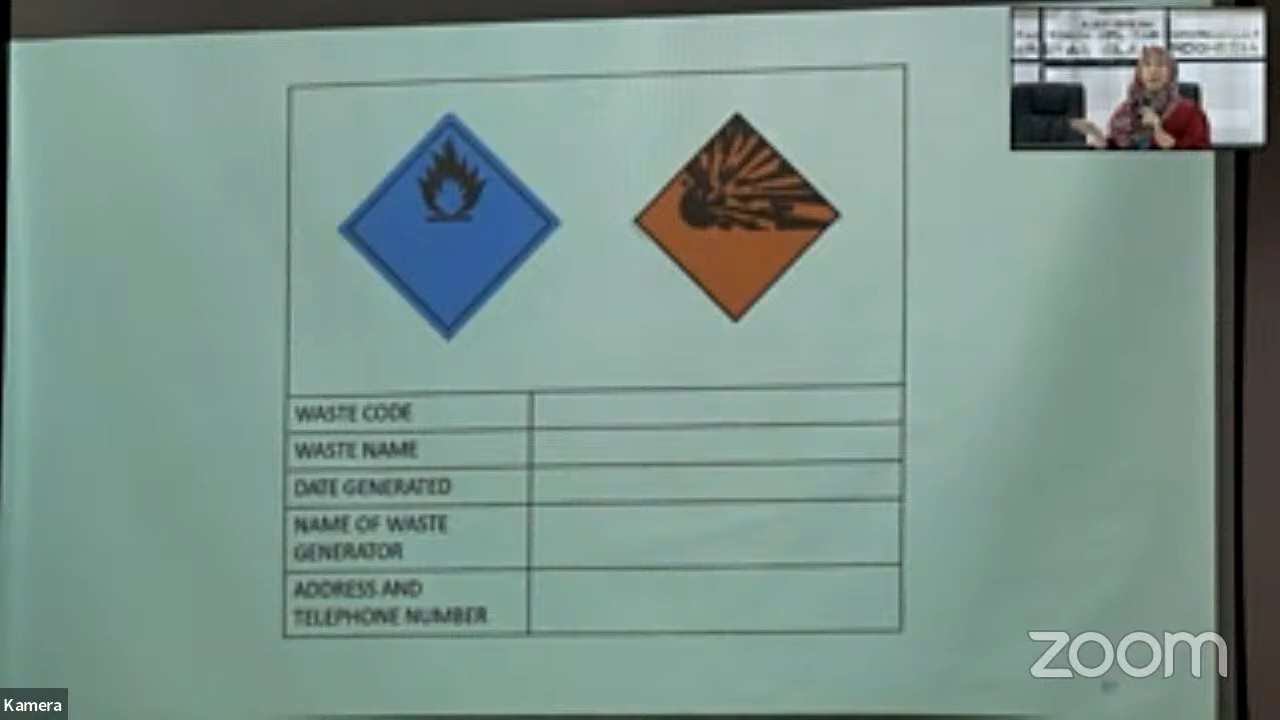 WASTE CODE
WASTE NAME
DATE GENERATED
NAME OF WASTE
GENERATOR
ADDRESS AND
TELEPHONE NUMBER
zoom
Kamera